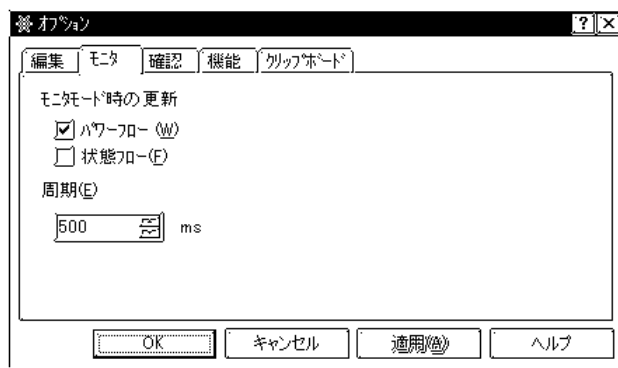 ｵﾌﾟｼｮﾝ
編集 ﾓﾆﾀ 確認 機能 ｸﾘｯﾌﾟﾎﾞｰﾄﾞ
ﾓﾆﾀﾓｰﾄﾞ時の更新
ﾊﾟﾜｰﾌﾛｰ (W)
状態ﾌﾛｰ(F)
周期(E)
500 ms
OK キャンセル 適用(A) ヘルプ